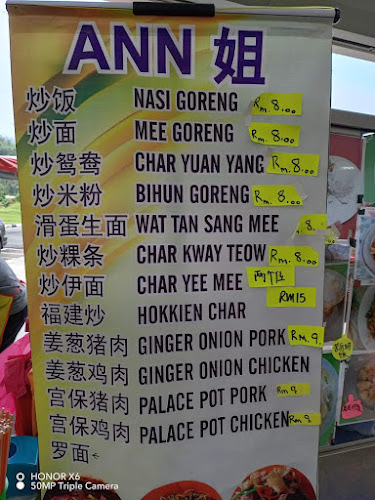 ANN 姐
炒饭 NASI GORENG Rm. 8.00
炒面 MEE GORENG Rm. 8.00
炒鸳鸯 CHAR YUAN YANG Rm. 8.00
炒米粉 BIHUN GORENG Rm. 8.00
滑蛋生面 WAT TAN SANG MEE 8.
炒粿条 CHAR KWAY TEOW Rm. 8.00
炒伊面 CHAR YEE MEE
RM15
福建炒 HOKKIEN CHAR
姜葱猪肉 GINGER ONION PORK Rm. 9
姜葱鸡肉 GINGER ONION CHICKEN
宫保猪肉 PALACE POT PORK Rm. 9
宫保鸡肉 PALACE POT CHICKEN Rm. 9
罗面
HONOR X6
50MP Triple Camera